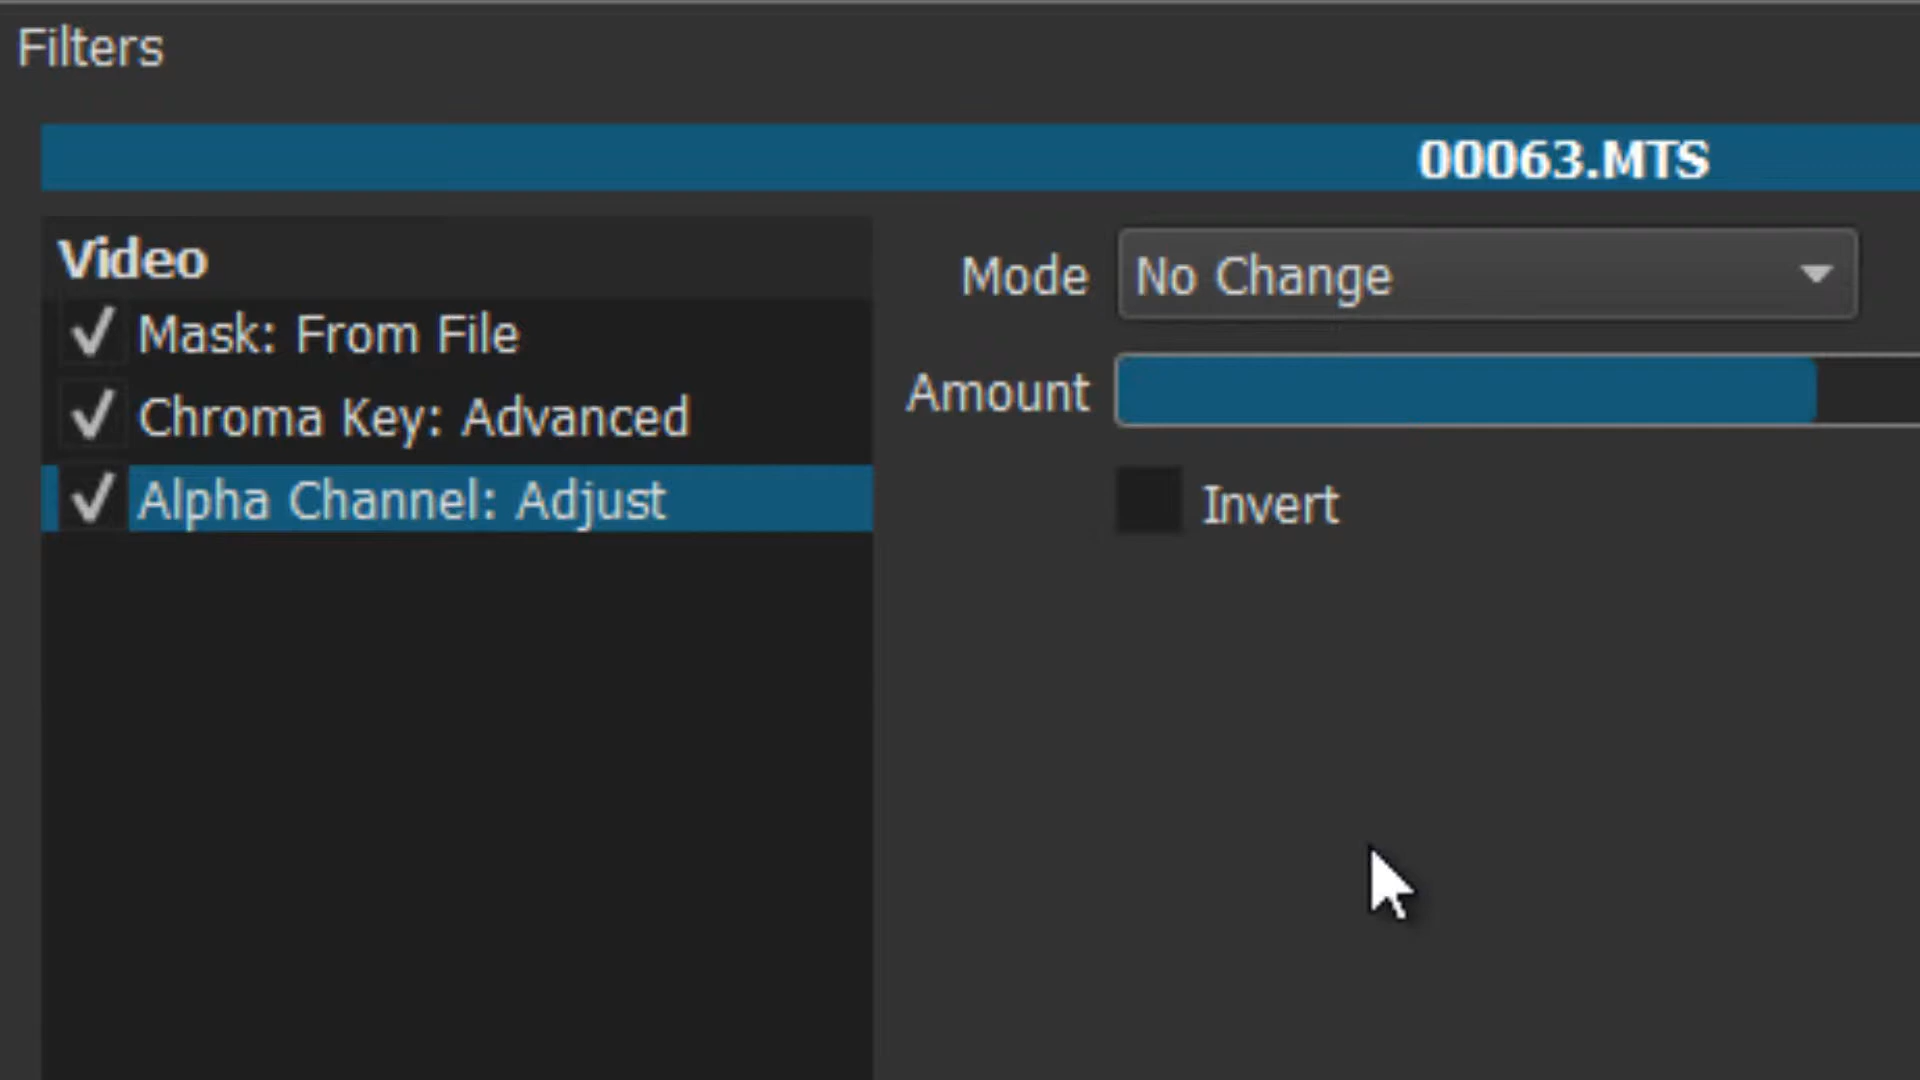 Filters
00063.MTS
Video
Mask: From File
Chroma Key: Advanced
Alpha Channel: Adjust
Mode No Change
Amount
Invert